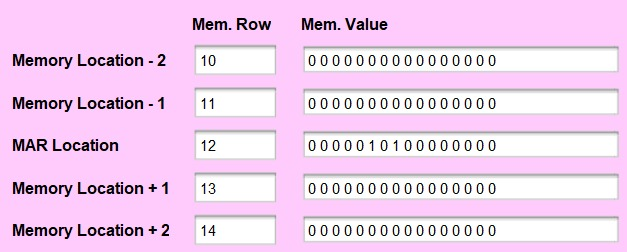 Mem. Row Mem. Value
Memory Location - 2 10 0 0 0 0 0 0 0 0 0 0 0 0 0 0 0 0
Memory Location - 1 11 0 0 0 0 0 0 0 0 0 0 0 0 0 0 0 0
MAR Location 12 0 0 0 0 0 1 0 1 0 0 0 0 0 0 0 0
Memory Location + 1 13 0 0 0 0 0 0 0 0 0 0 0 0 0 0 0 0
Memory Location + 2 14 0 0 0 0 0 0 0 0 0 0 0 0 0 0 0 0